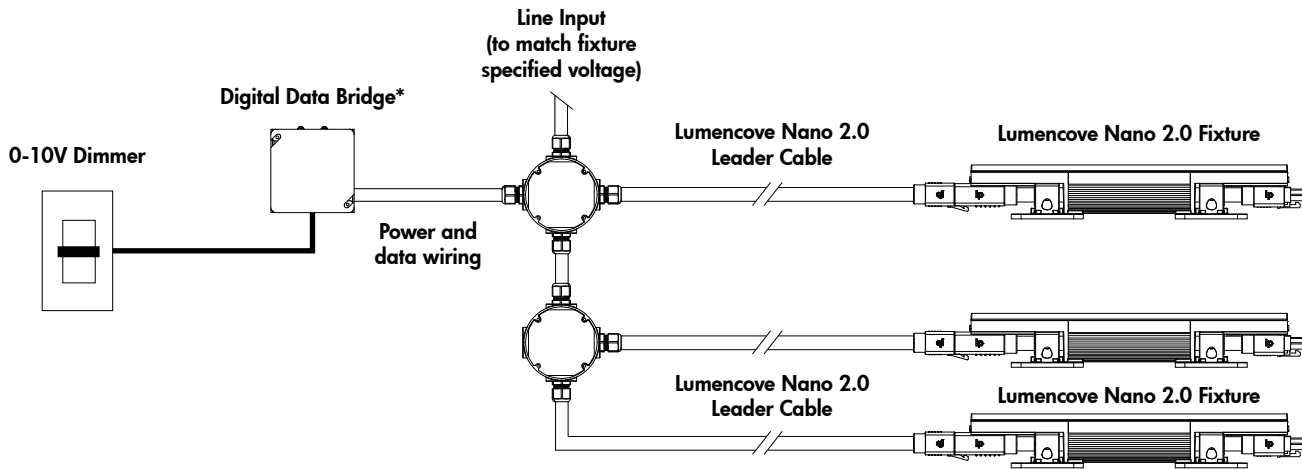 Line Input
(to match fixture
specified voltage)
Digital Data Bridge*
0-10V Dimmer
Lumencove Nano 2.0
Leader Cable
Lumencove Nano 2.0 Fixture
Power and
data wiring
Lumencove Nano 2.0
Leader Cable
Lumencove Nano 2.0 Fixture